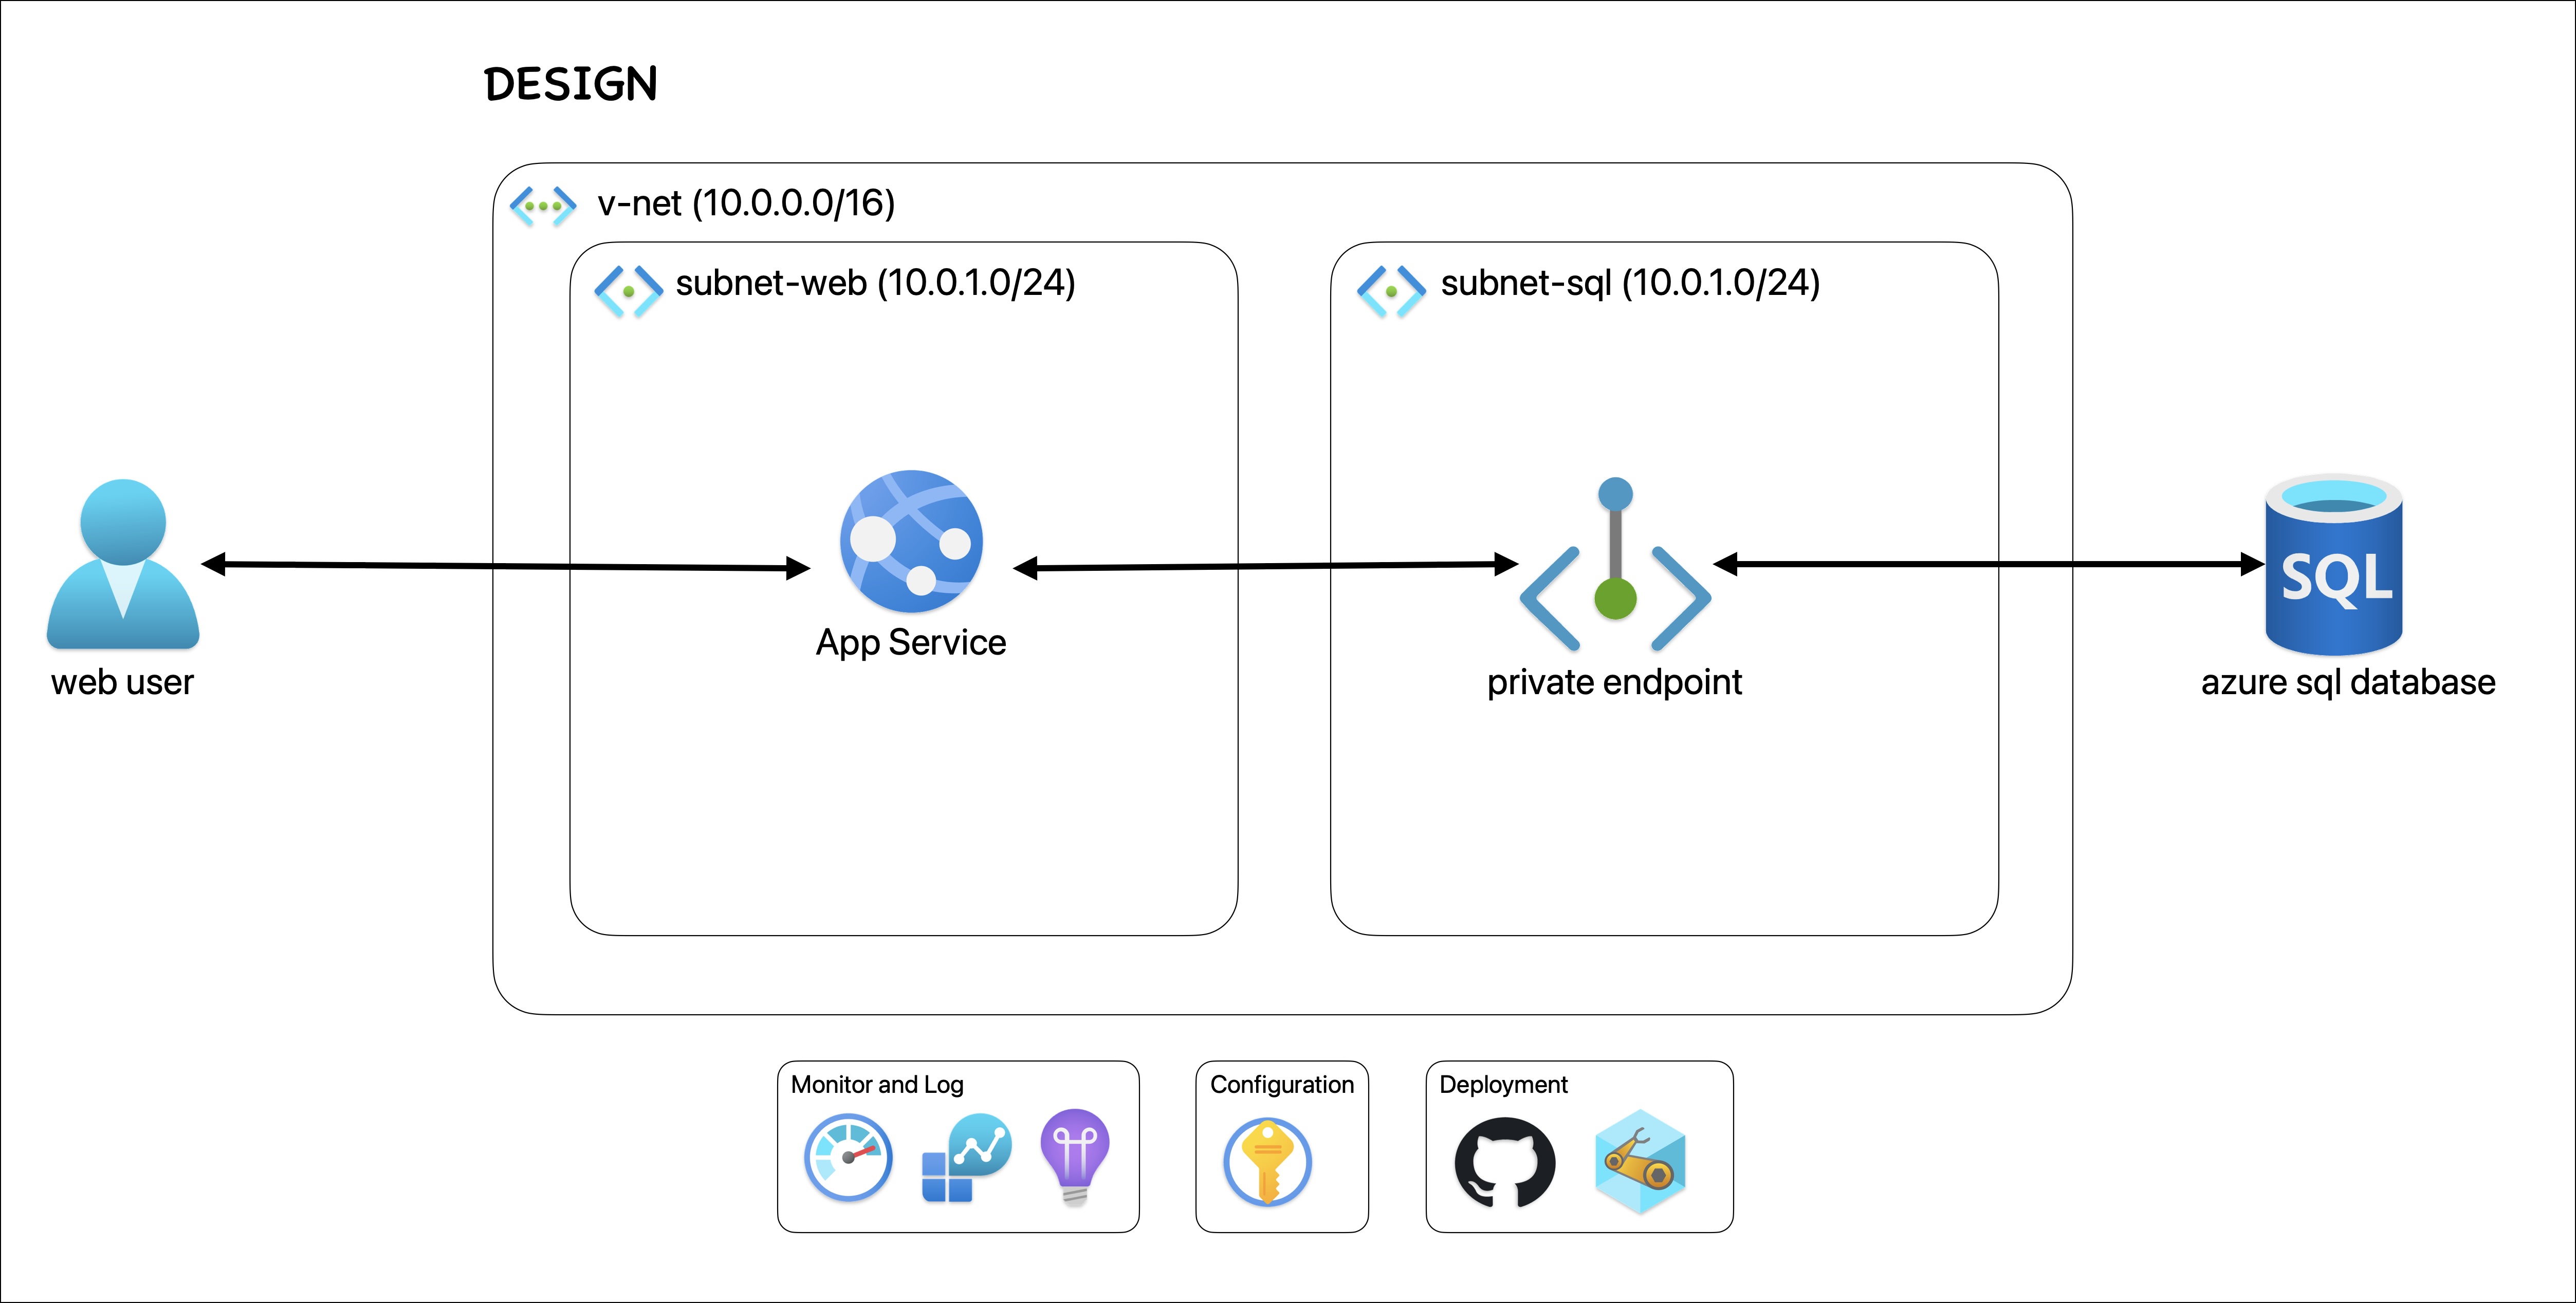 DESIGN
v-net (10.0.0.0/16)
subnet-web (10.0.1.0/24)
subnet-sql (10.0.1.0/24)
App Service
web user
private endpoint
SQL
azure sql database
Monitor and Log
Configuration
Deployment